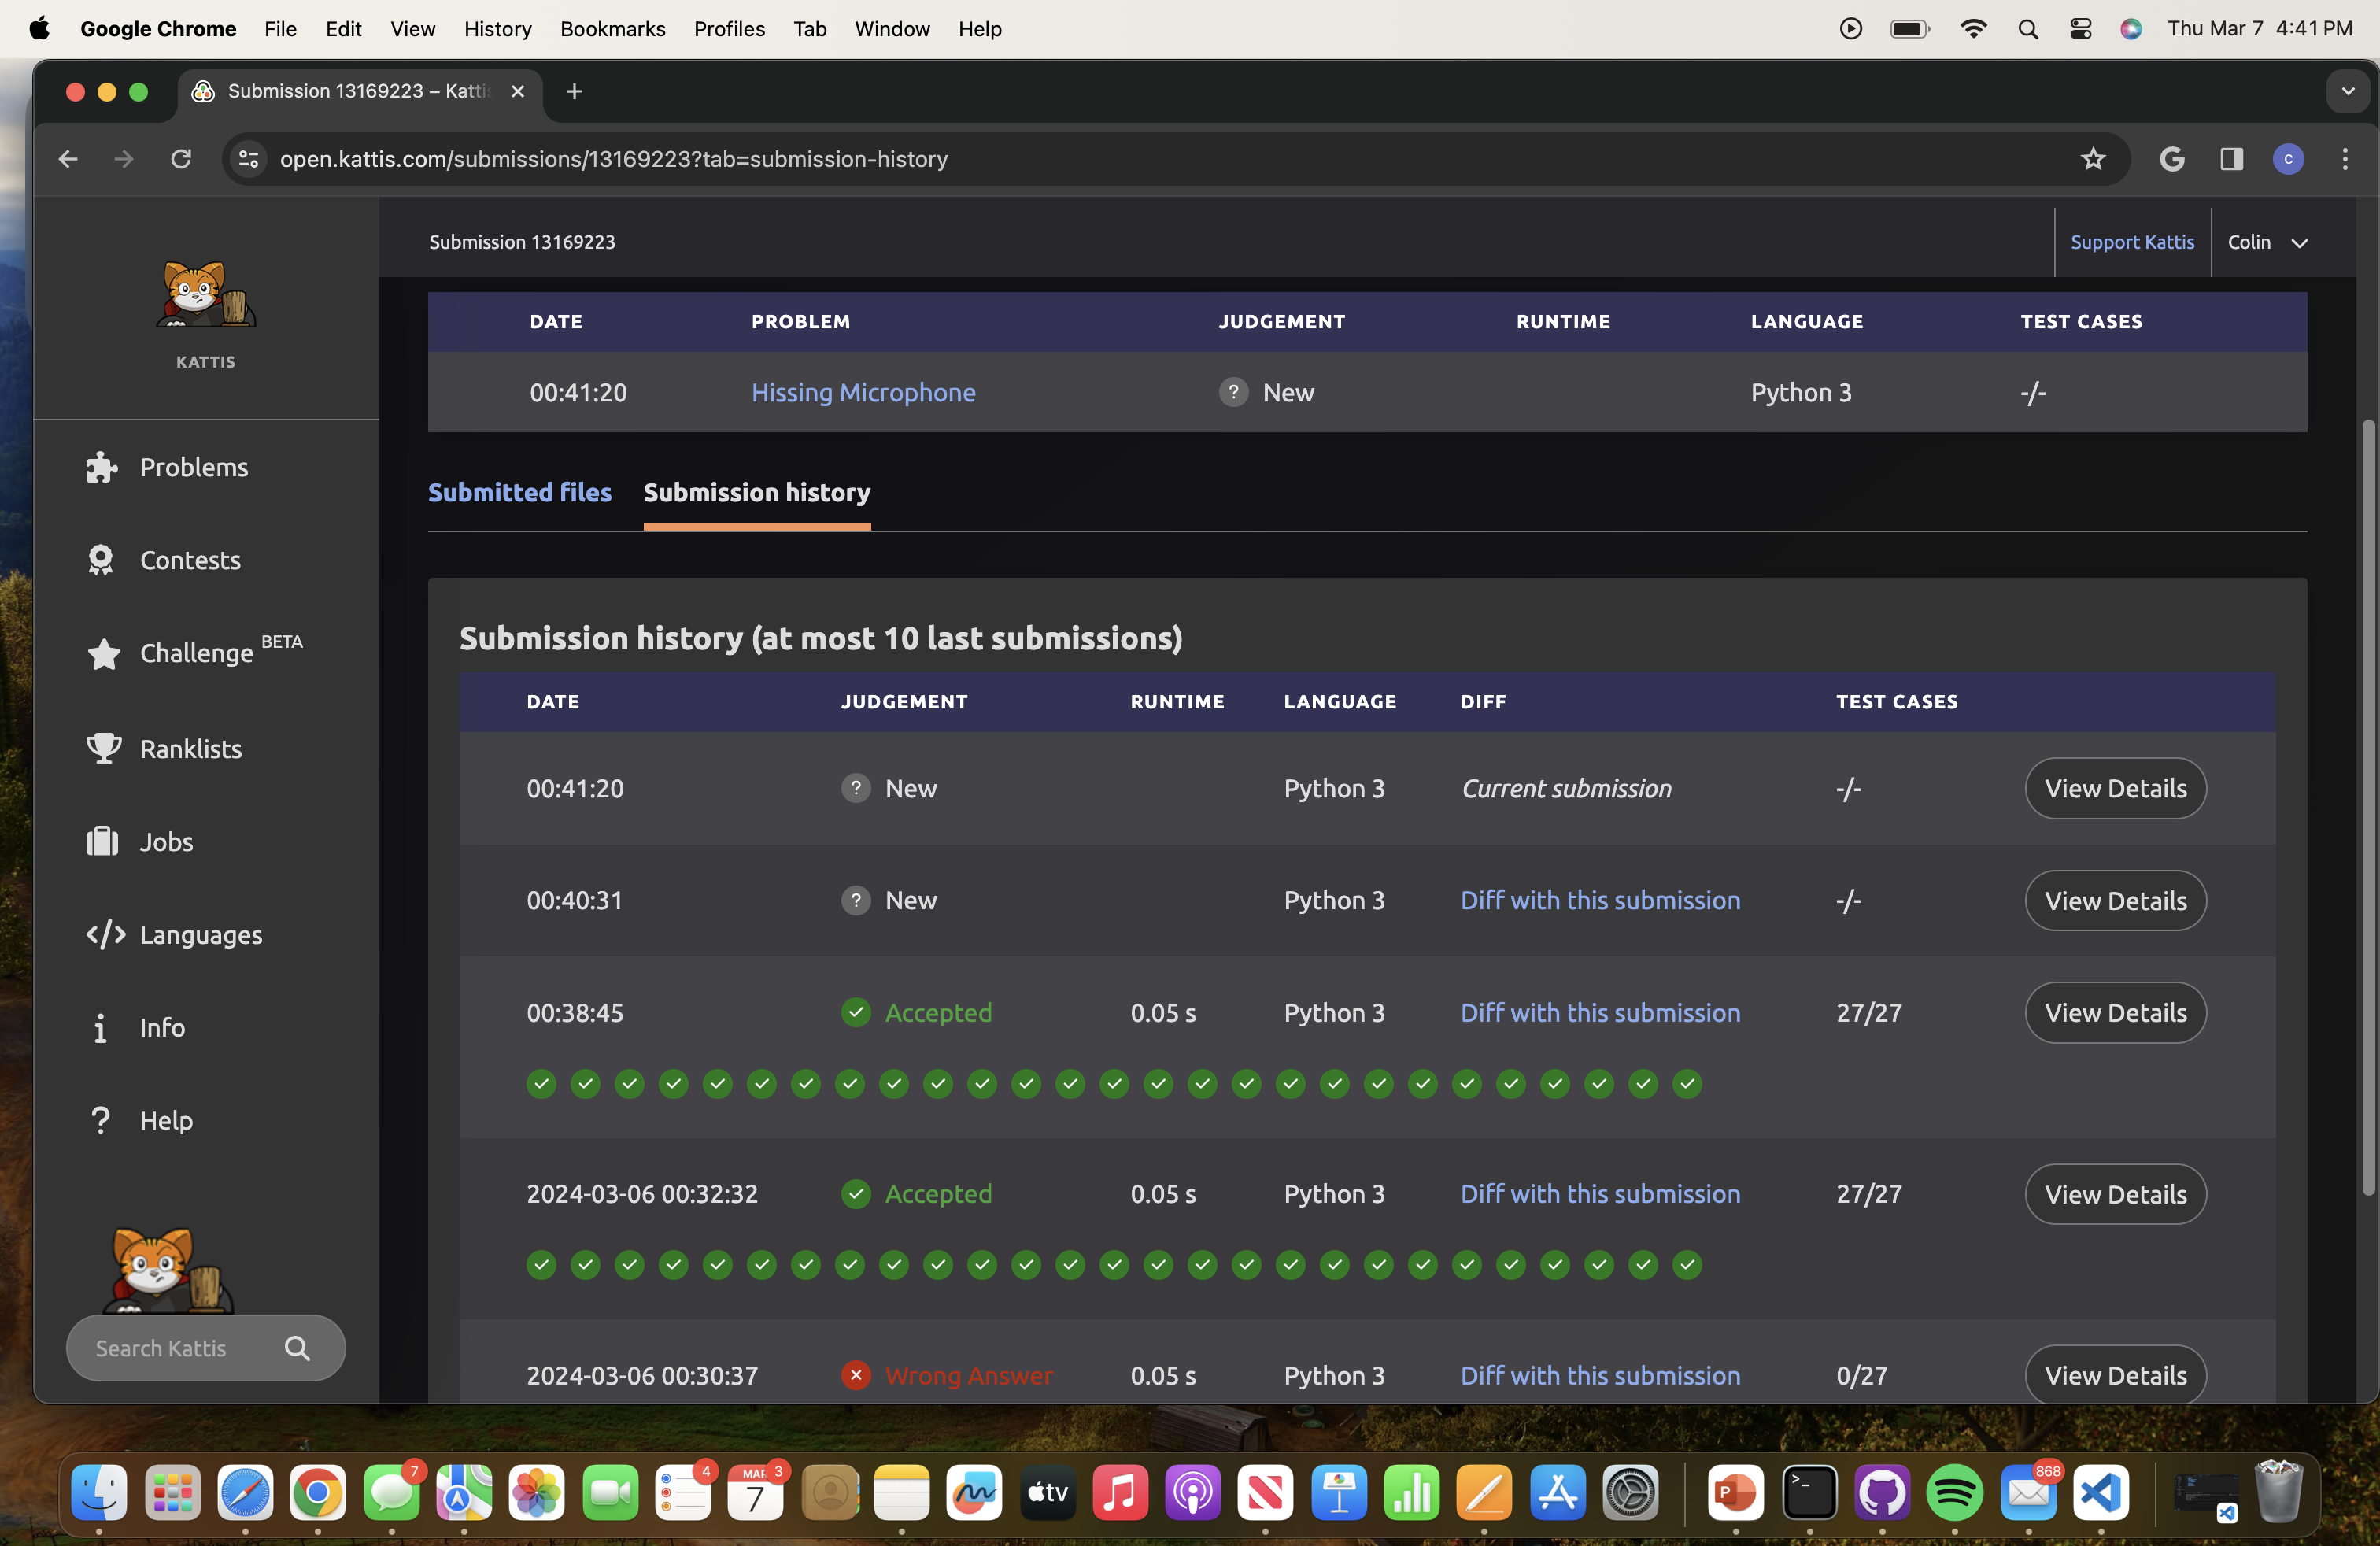 Google Chrome File Edit View History Bookmarks Profiles Tab Window Help Thu Mar 7 4:41 PM
Submission 13169223 – Katti
open.kattis.com/submissions/13169223?tab=submission-history
C
Submission 13169223 Support Kattis Colin
KATTIS
DATE PROBLEM JUDGEMENT RUNTIME LANGUAGE TEST CASES
00:41:20 Hissing Microphone ? New Python 3 -/-
Problems
Contests
Challenge BETA
Ranklists
Jobs
Languages
Info
Help
Search Kattis
Submitted files Submission history
Submission history (at most 10 last submissions)
DATE JUDGEMENT RUNTIME LANGUAGE DIFF TEST CASES
00:41:20 ? New Python 3 Current submission -/- View Details
00:40:31 ? New Python 3 Diff with this submission -/- View Details
00:38:45 Accepted 0.05 s Python 3 Diff with this submission 27/27 View Details
2024-03-06 00:32:32 Accepted 0.05 s Python 3 Diff with this submission 27/27 View Details
2024-03-06 00:30:37 Wrong Answer 0.05 s Python 3 Diff with this submission 0/27 View Details
7 4 MAR 3 7 tv P >_ 868